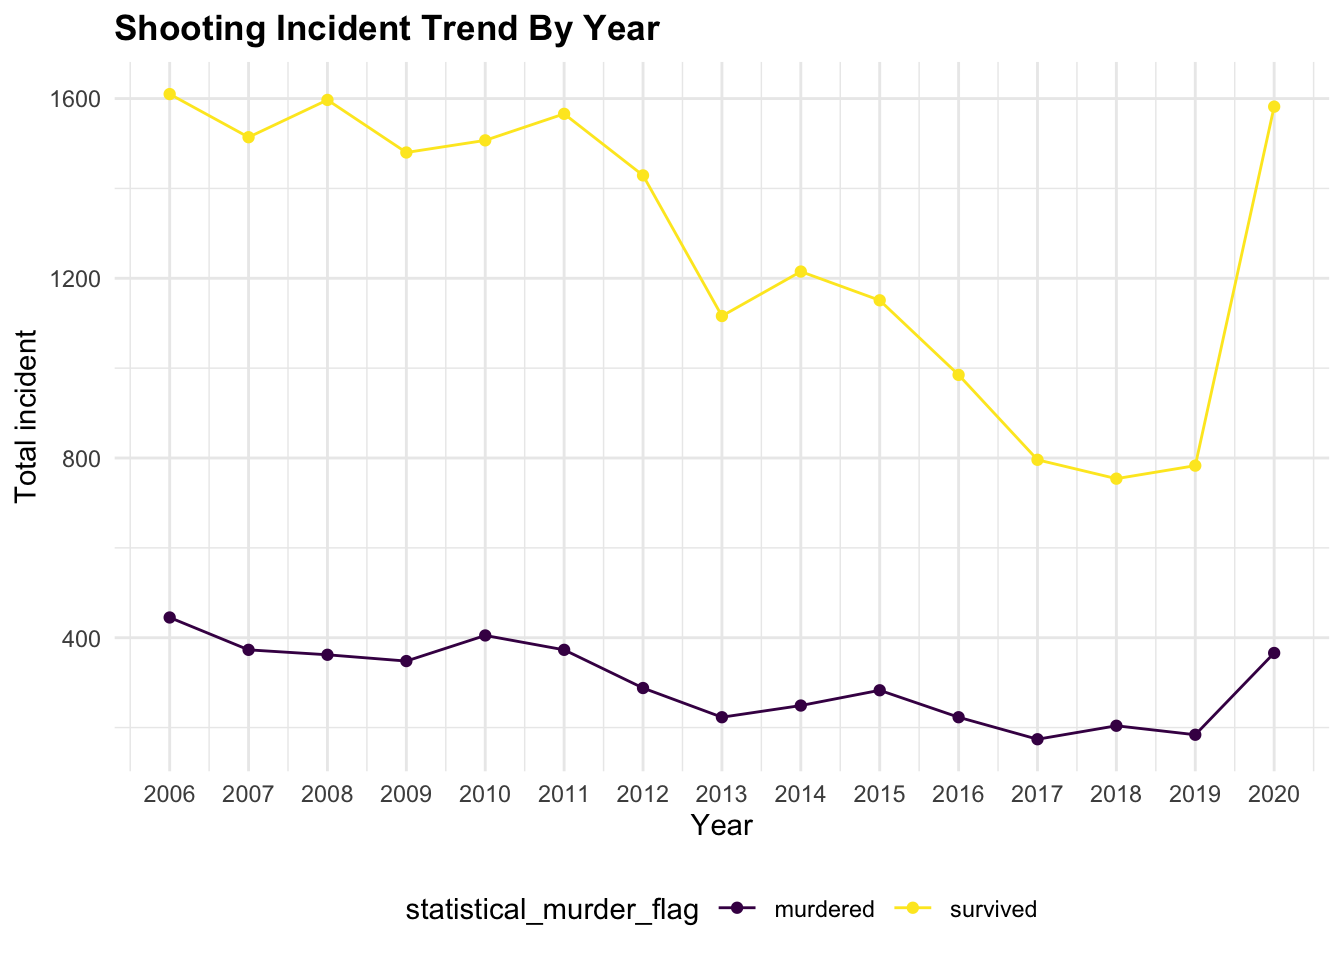 Shooting Incident Trend By Year
1600
1200
800
400
Total incident
2006 2007 2008 2009 2010 2011 2012 2013 2014 2015 2016 2017 2018 2019 2020
Year
statistical_murder_flag murdered survived